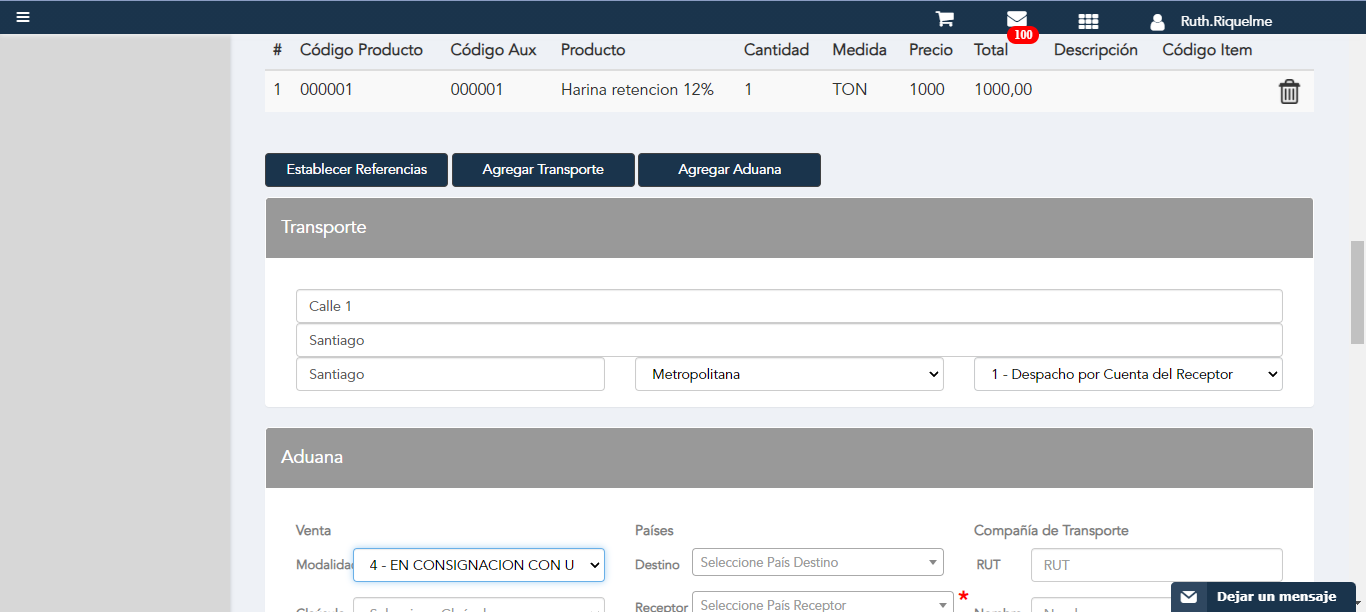 Ruth.Riquelme
100
# Código Producto Código Aux Producto Cantidad Medida Precio Total Descripción Código Item
1 000001 000001 Harina retencion 12% 1 TON 1000 1000,00
Establecer Referencias Agregar Transporte Agregar Aduana
Transporte
Calle 1
Santiago
Santiago Metropolitana 1 - Despacho por Cuenta del Receptor
Aduana
Venta Países Compañía de Transporte
Modalidad 4 - EN CONSIGNACION CON U Destino Seleccione País Destino RUT RUT
Receptor Seleccione País Receptor *
Dejar un mensaje